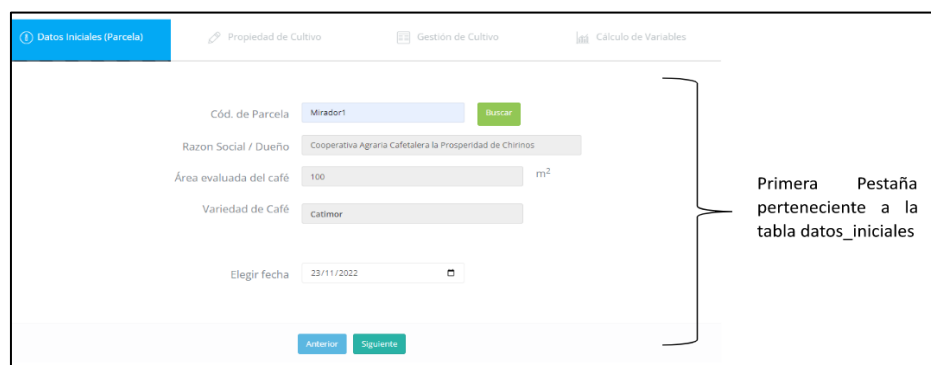 Datos Iniciales (Parcela) Propiedad de Cultivo Gestión de Cultivo Cálculo de Variables
Cód. de Parcela Mirador1 Buscar
Razon Social / Dueño Cooperativa Agraria Cafetalera la Prosperidad de Chirinos
Área evaluada del café 100 m²
Variedad de Café Catimor
Elegir fecha 23/11/2022
Anterior Siguiente
Primera Pestaña
perteneciente a la
tabla datos_iniciales